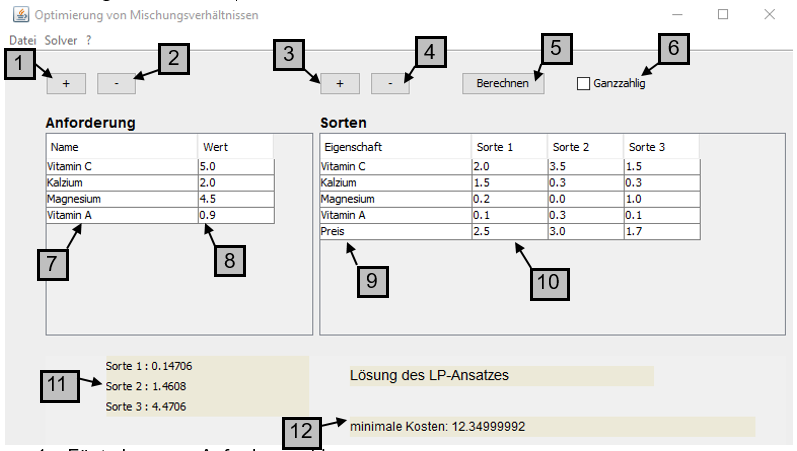 Optimierung von Mischungsverhältnissen
Datei Solver ?
1 2 3 4 5 6
+ - + - Berechnen Ganzzahlig
Anforderung
Name Wert
Vitamin C 5.0
Kalzium 2.0
Magnesium 4.5
Vitamin A 0.9
7 8
Sorten
Eigenschaft Sorte 1 Sorte 2 Sorte 3
Vitamin C 2.0 3.5 1.5
Kalzium 1.5 0.3 0.3
Magnesium 0.2 0.0 1.0
Vitamin A 0.1 0.3 0.1
Preis 2.5 3.0 1.7
9 10
11
Sorte 1 : 0.14706
Sorte 2 : 1.4608
Sorte 3 : 4.4706
Lösung des LP-Ansatzes
12
minimale Kosten: 12.34999992